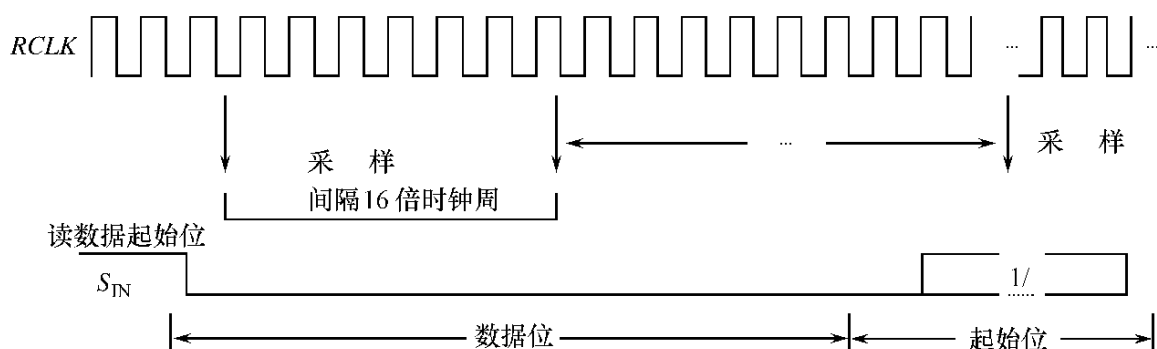 RCLK
... ...
采 样
... 采 样
间隔16倍时钟周
读数据起始位
S_IN 1/
......
数据位 起始位